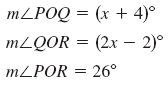 m∠POQ = (x + 4)°
m∠QOR = (2x − 2)°
m∠POR = 26°